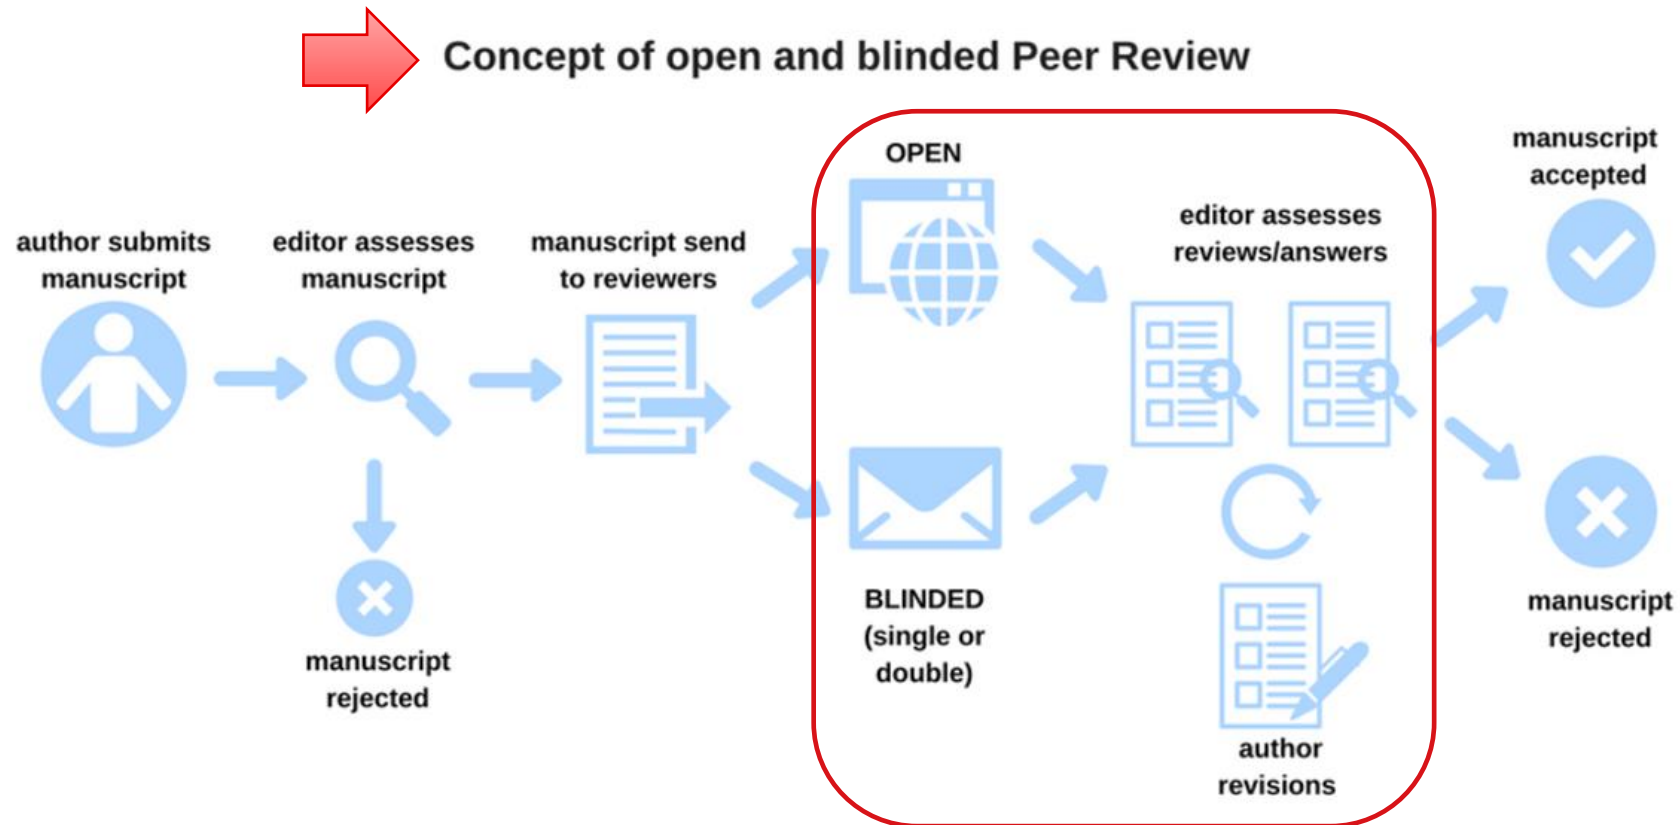 Concept of open and blinded Peer Review
author submits
manuscript
editor assesses
manuscript
manuscript rejected
manuscript send
to reviewers
OPEN
BLINDED
(single or
double)
editor assesses
reviews/answers
author
revisions
manuscript
accepted
manuscript
rejected